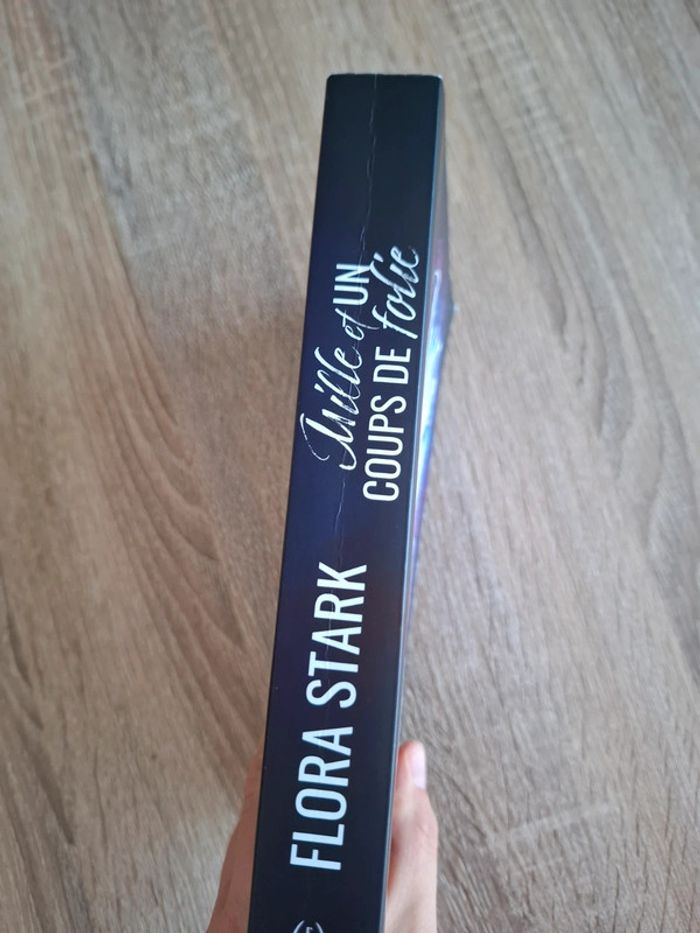 FLORA STARK
Mille et UN
COUPS DE folie